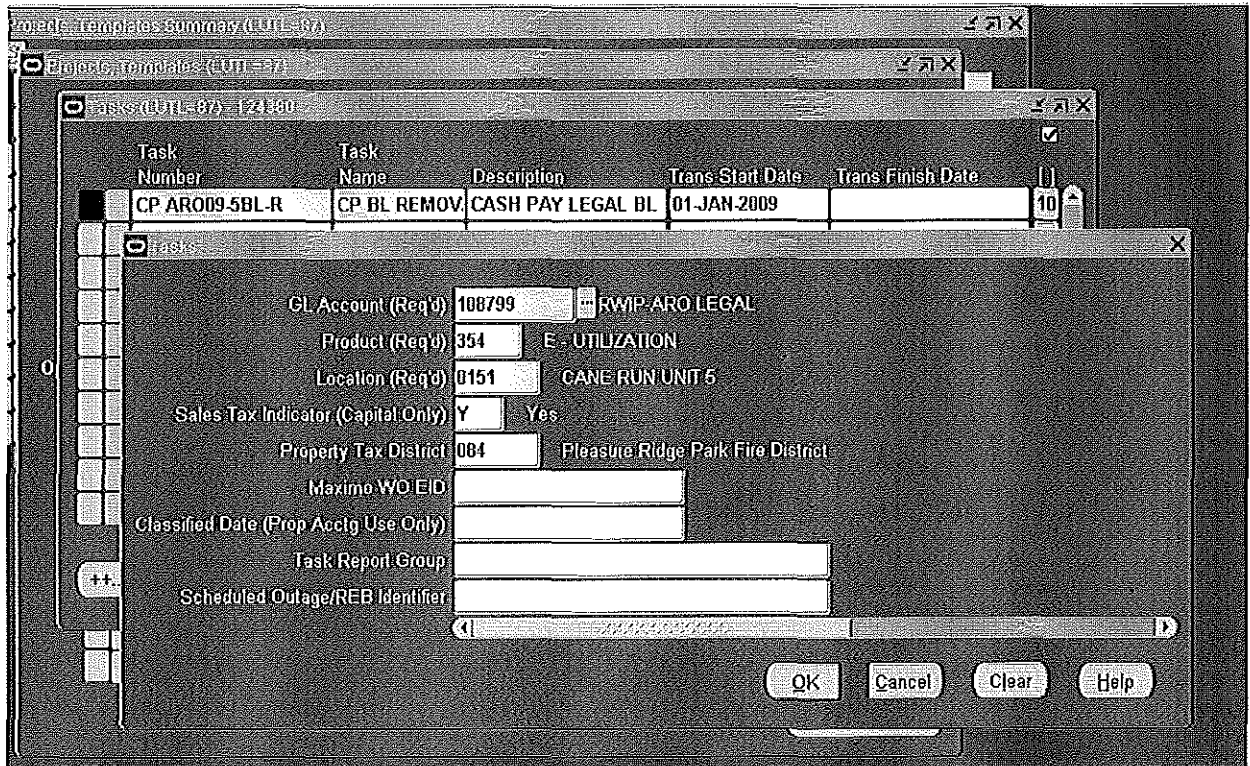 Projects, Templates Summary (LUTL - 87)
Projects, Templates (LUTL - 87)
Tasks (LUTL - 87) -
Task Task
Number Name Description Trans Start Date Trans Finish Date [ ]
CP ARO09-5BL-R CP BL REMOV. CASH PAY LEGAL BL 01-JAN-2009 10
Tasks
GL Account (Req'd) 108799 ... RWIP-ARO LEGAL
Product (Req'd) 354 E - UTILIZATION
Location (Req'd) 0151 CANE RUN UNIT 5
Sales Tax Indicator (Capital Only) Y Yes
Property Tax District 084 Pleasure Ridge Park Fire District
Maximo WO EID
Classified Date (Prop Acctg Use Only)
Task Report Group
Scheduled Outage/REB Identifier
OK Cancel Clear Help